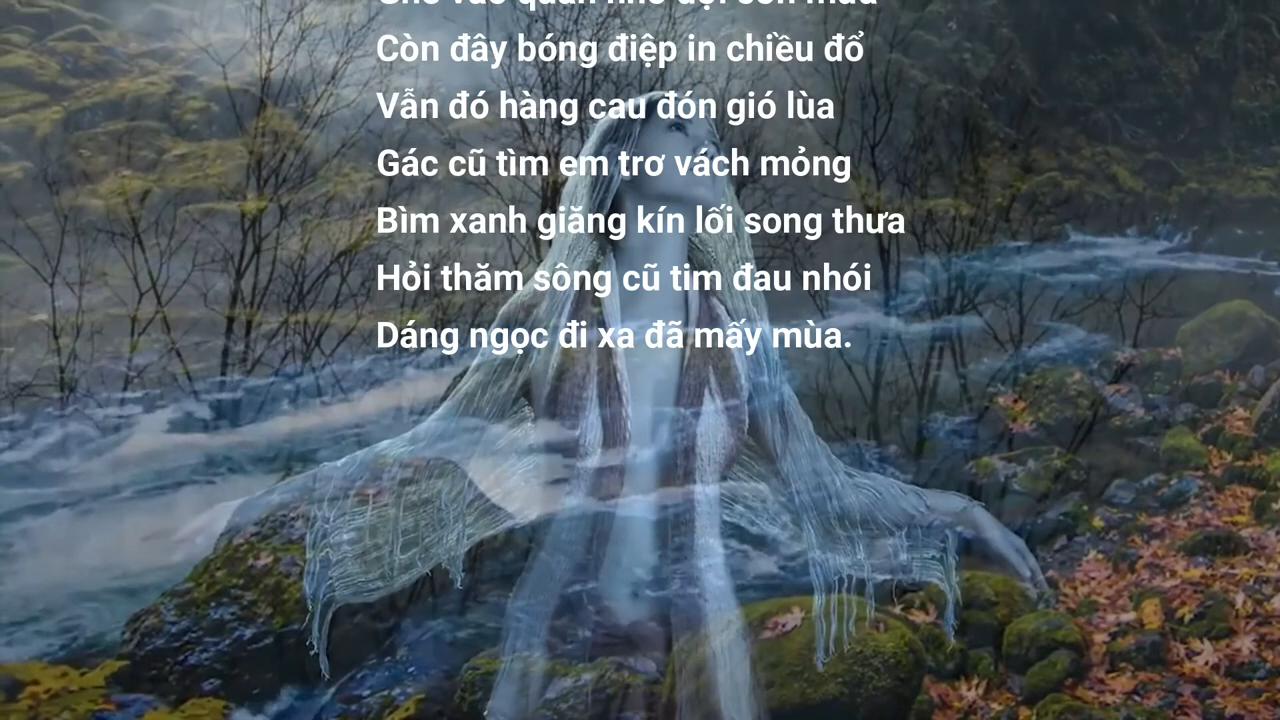 Còn đây bóng điệp in chiều đổ
Vẫn đó hàng cau đón gió lùa
Gác cũ tìm em trơ vách mỏng
Bìm xanh giăng kín lối song thưa
Hỏi thăm sông cũ tim đau nhói
Dáng ngọc đi xa đã mấy mùa.